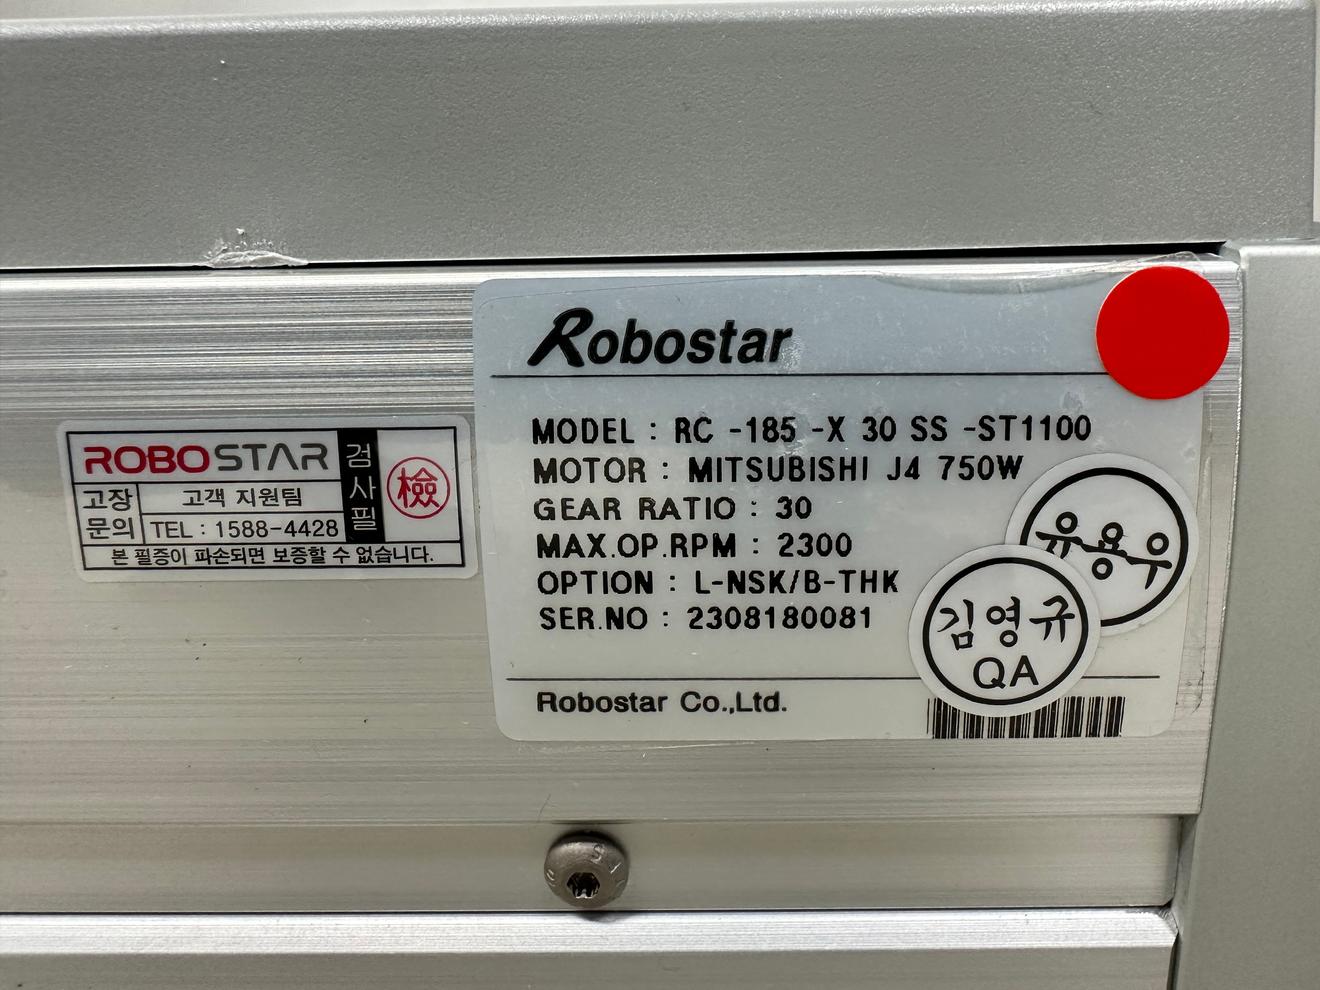 Robostar
MODEL : RC -185 -X 30 SS -ST1100
MOTOR : MITSUBISHI J4 750W
GEAR RATIO : 30
MAX.OP.RPM : 2300
OPTION : L-NSK/B-THK
SER.NO : 2308180081
Robostar Co.,Ltd.
유용우
김영규
QA
ROBOSTAR
검사필
檢
고장
문의
고객 지원팀
TEL : 1588-4428
본 필증이 파손되면 보증할 수 없습니다.